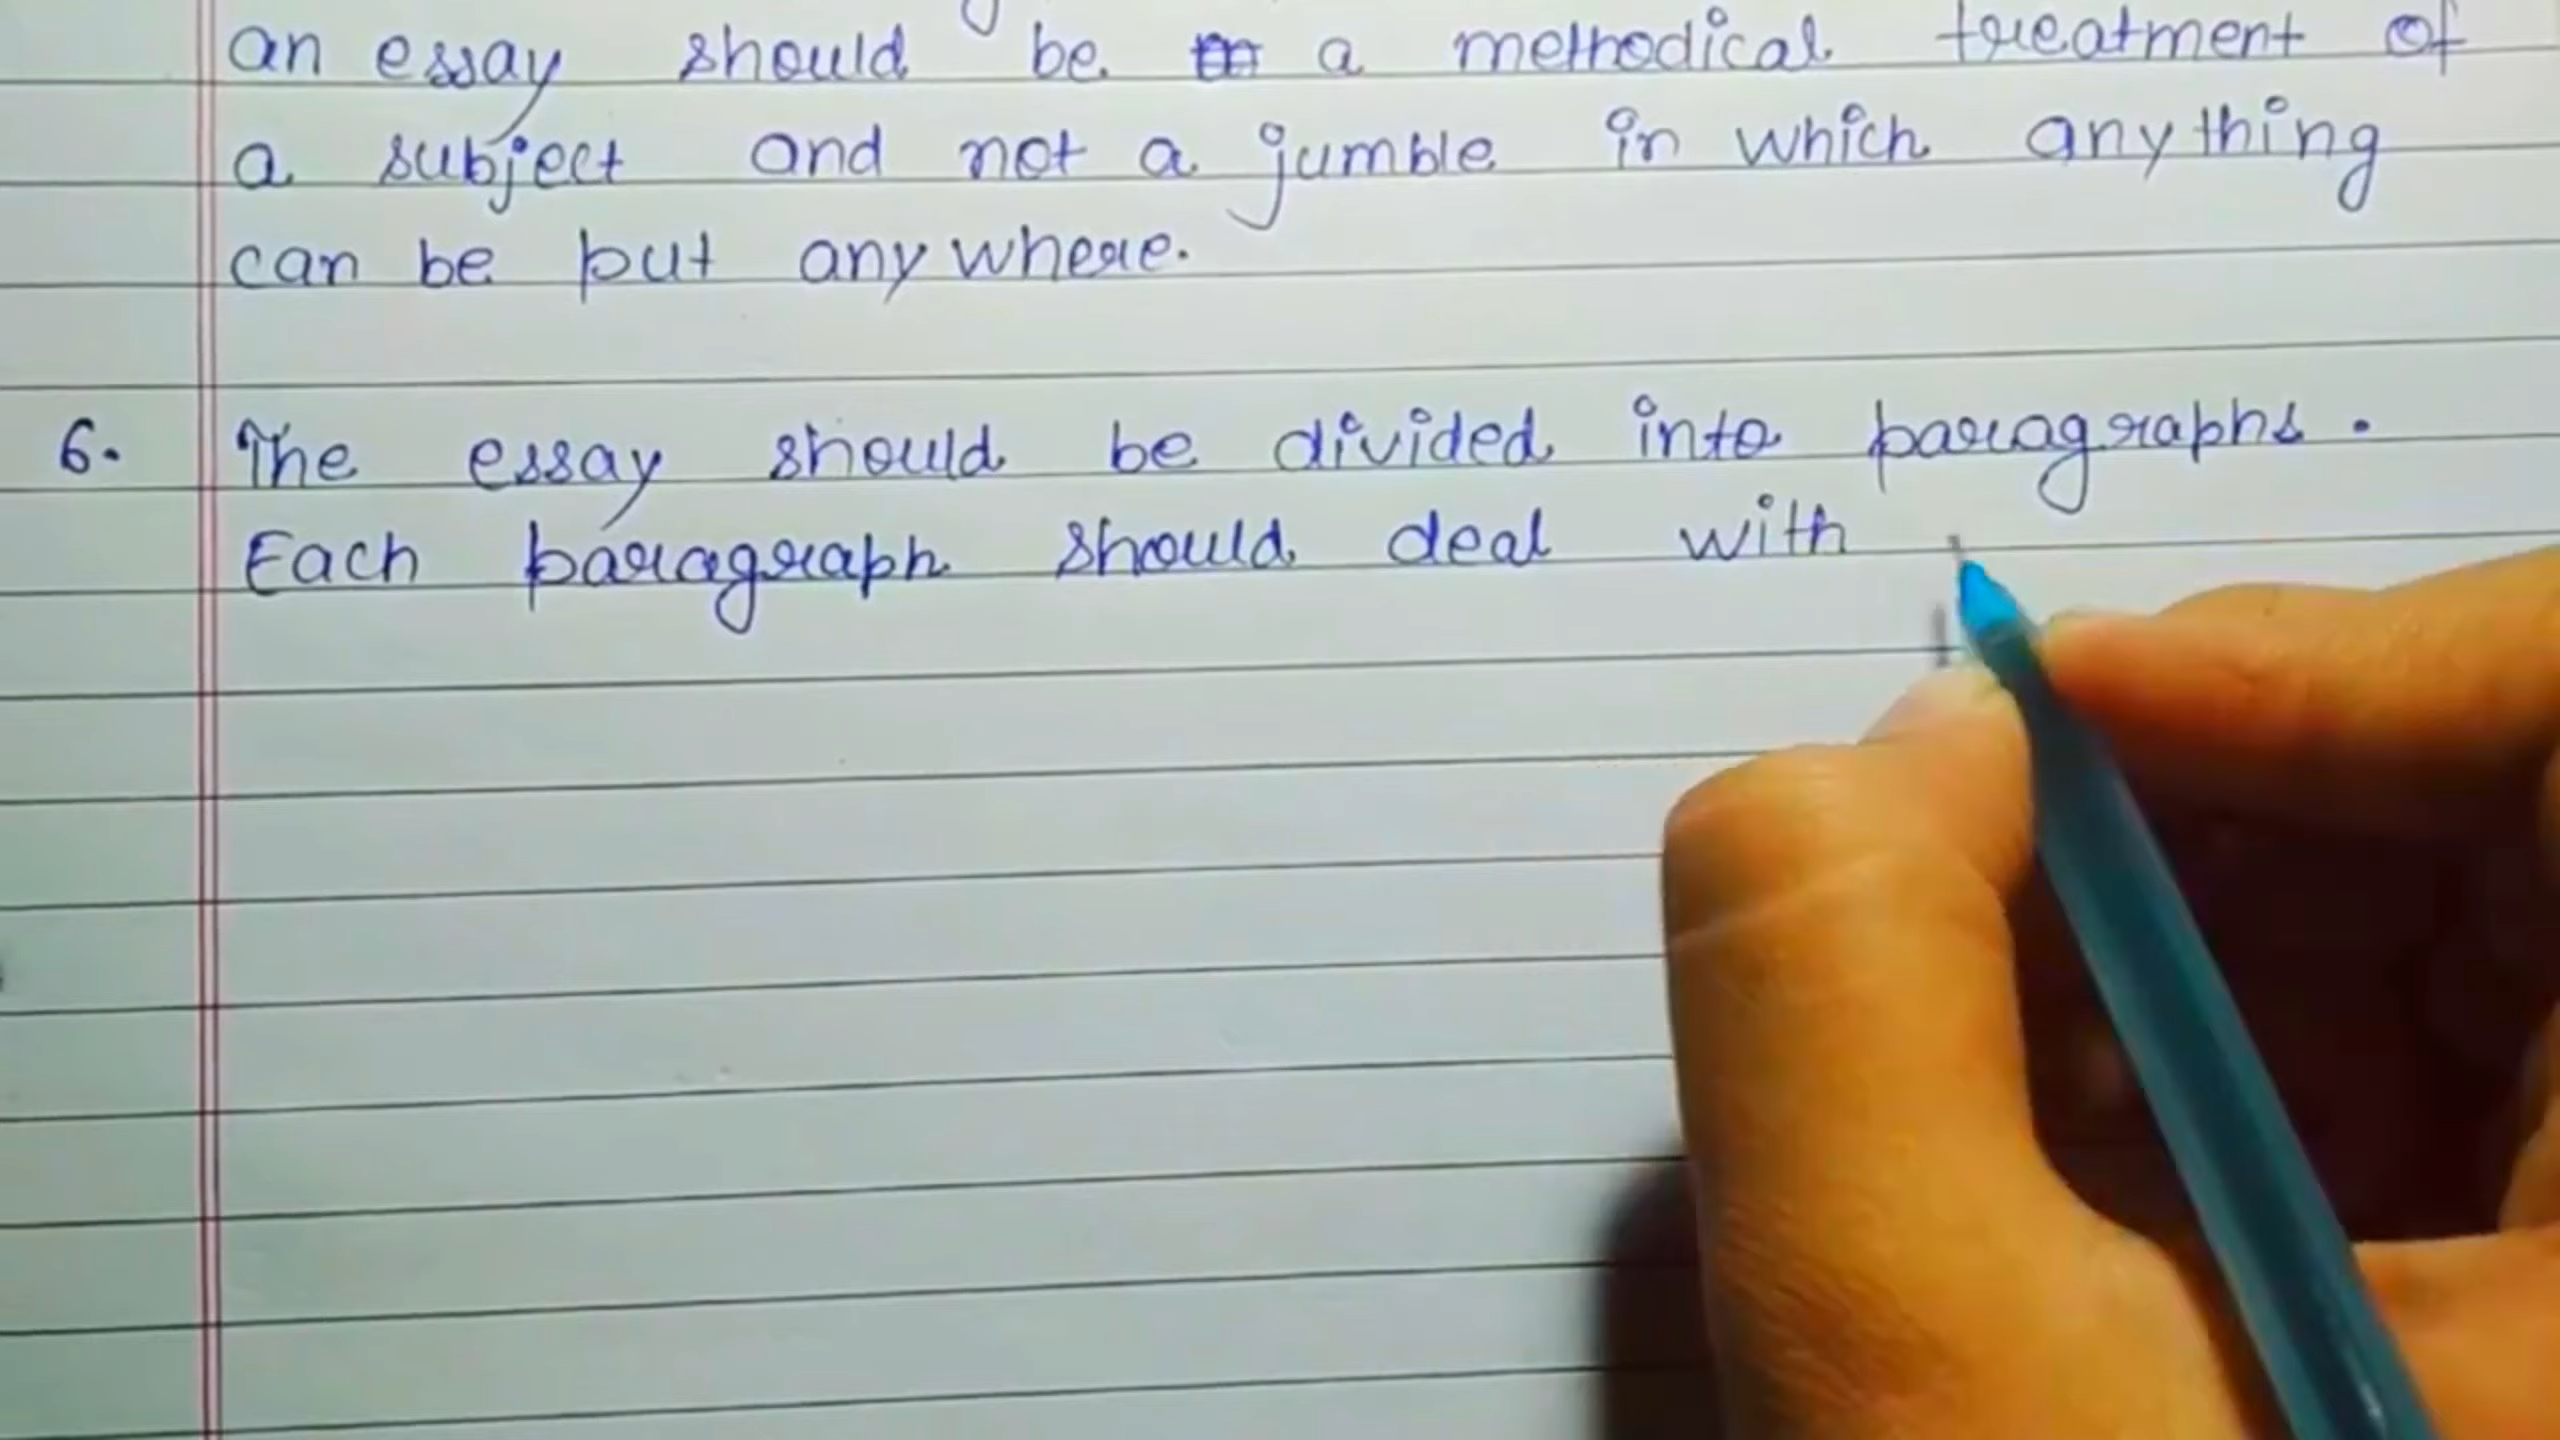 an essay should be a methodical treatment of
a subject and not a jumble in which anything
can be put anywhere.
6. The essay should be divided into paragraphs.
Each paragraph should deal with